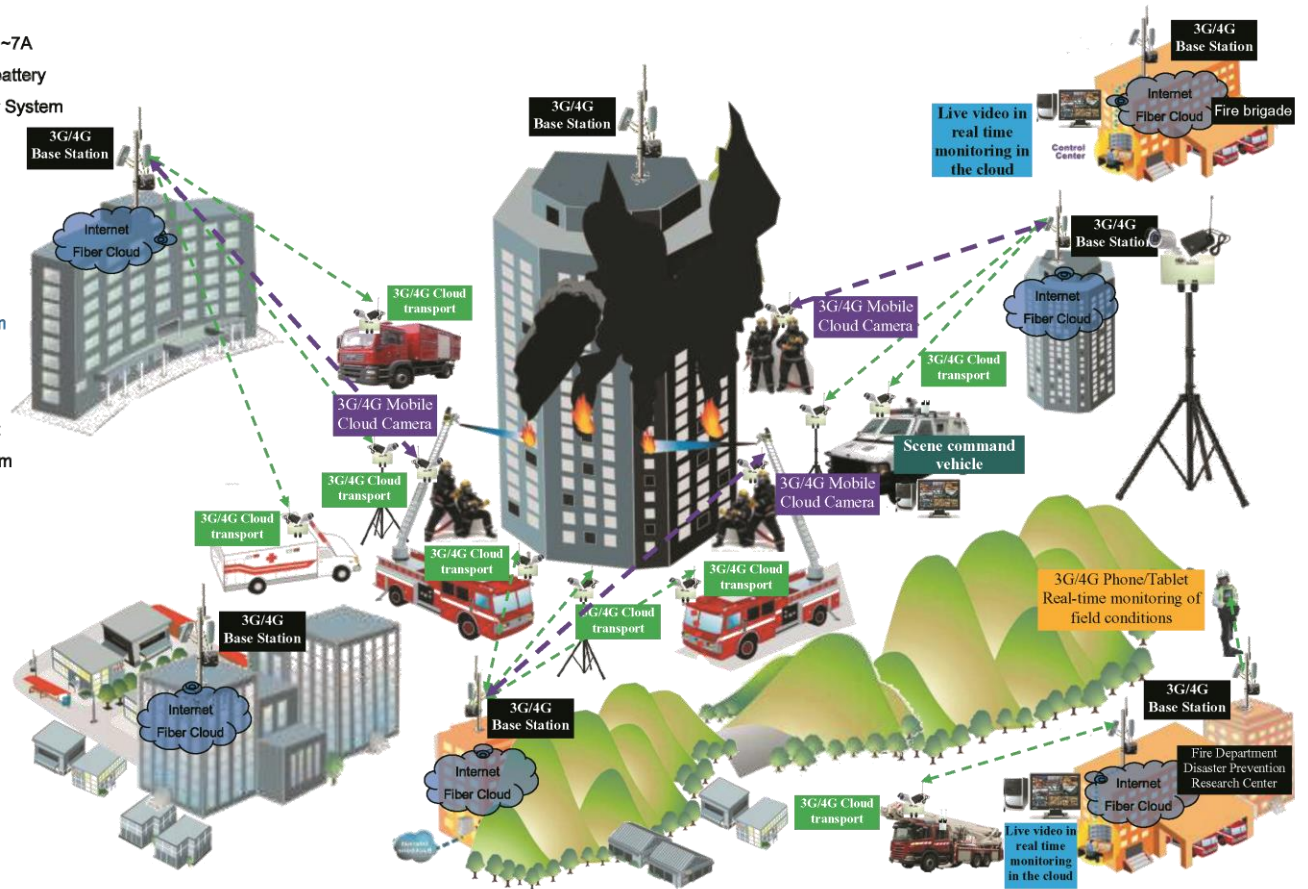 ~7A
attery
System
3G/4G
Base Station
Internet
Fiber Cloud
3G/4G
Base Station
3G/4G
Base Station
Internet
Fiber Cloud
Fire brigade
Live video in
real time
monitoring in
the cloud
Control
Center
3G/4G
Base Station
Internet
Fiber Cloud
3G/4G Cloud
transport
3G/4G Mobile
Cloud Camera
3G/4G Cloud
transport
3G/4G Mobile
Cloud Camera
m
3G/4G Cloud
transport
Scene command
vehicle
3G/4G Mobile
Cloud Camera
3G/4G Cloud
transport
3G/4G Cloud
transport
3G/4G Cloud
transport
3G/4G Cloud
transport
3G/4G Phone/Tablet
Real-time monitoring of
field conditions
3G/4G
Base Station
Internet
Fiber Cloud
3G/4G
Base Station
Internet
Fiber Cloud
3G/4G
Base Station
Internet
Fiber Cloud
Fire Department
Disaster Prevention
Research Center
3G/4G Cloud
transport
Live video in
real time
monitoring
in the cloud